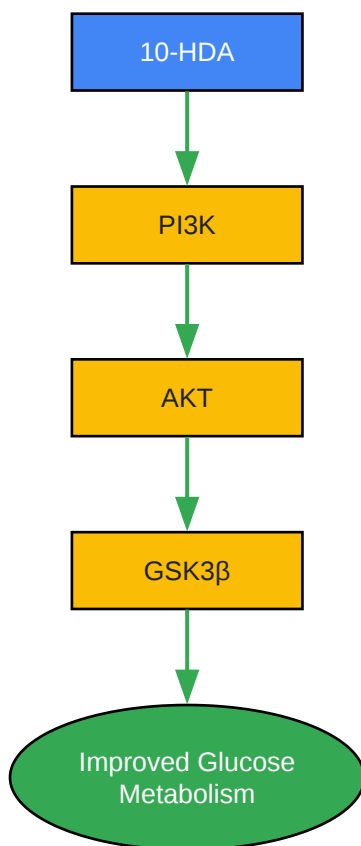 10-HDA
PI3K
AKT
GSK3β
Improved Glucose
Metabolism